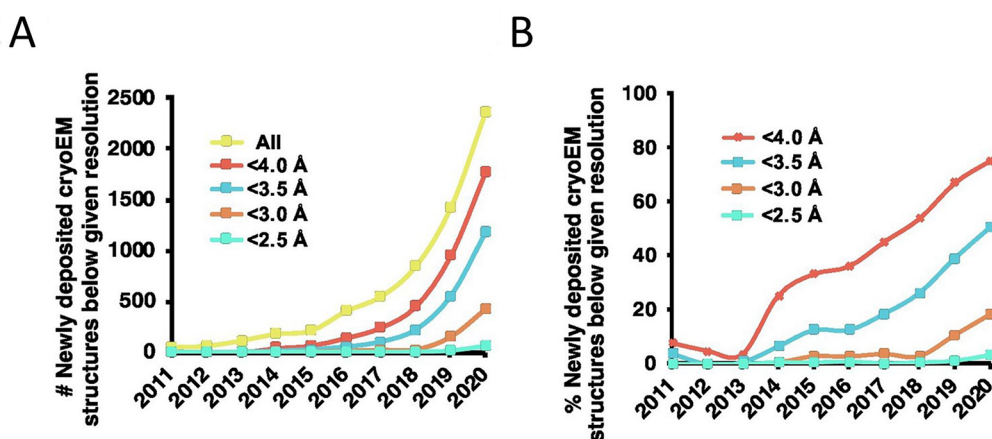 A
# Newly deposited cryoEM
structures below given resolution
2500
2000
1500
1000
500
0
All
<4.0 Å
<3.5 Å
<3.0 Å
<2.5 Å
2011
2012
2013
2014
2015
2016
2017
2018
2019
2020
B
% Newly deposited cryoEM
structures below given resolution
100
80
60
40
20
0
<4.0 Å
<3.5 Å
<3.0 Å
<2.5 Å
2011
2012
2013
2014
2015
2016
2017
2018
2019
2020